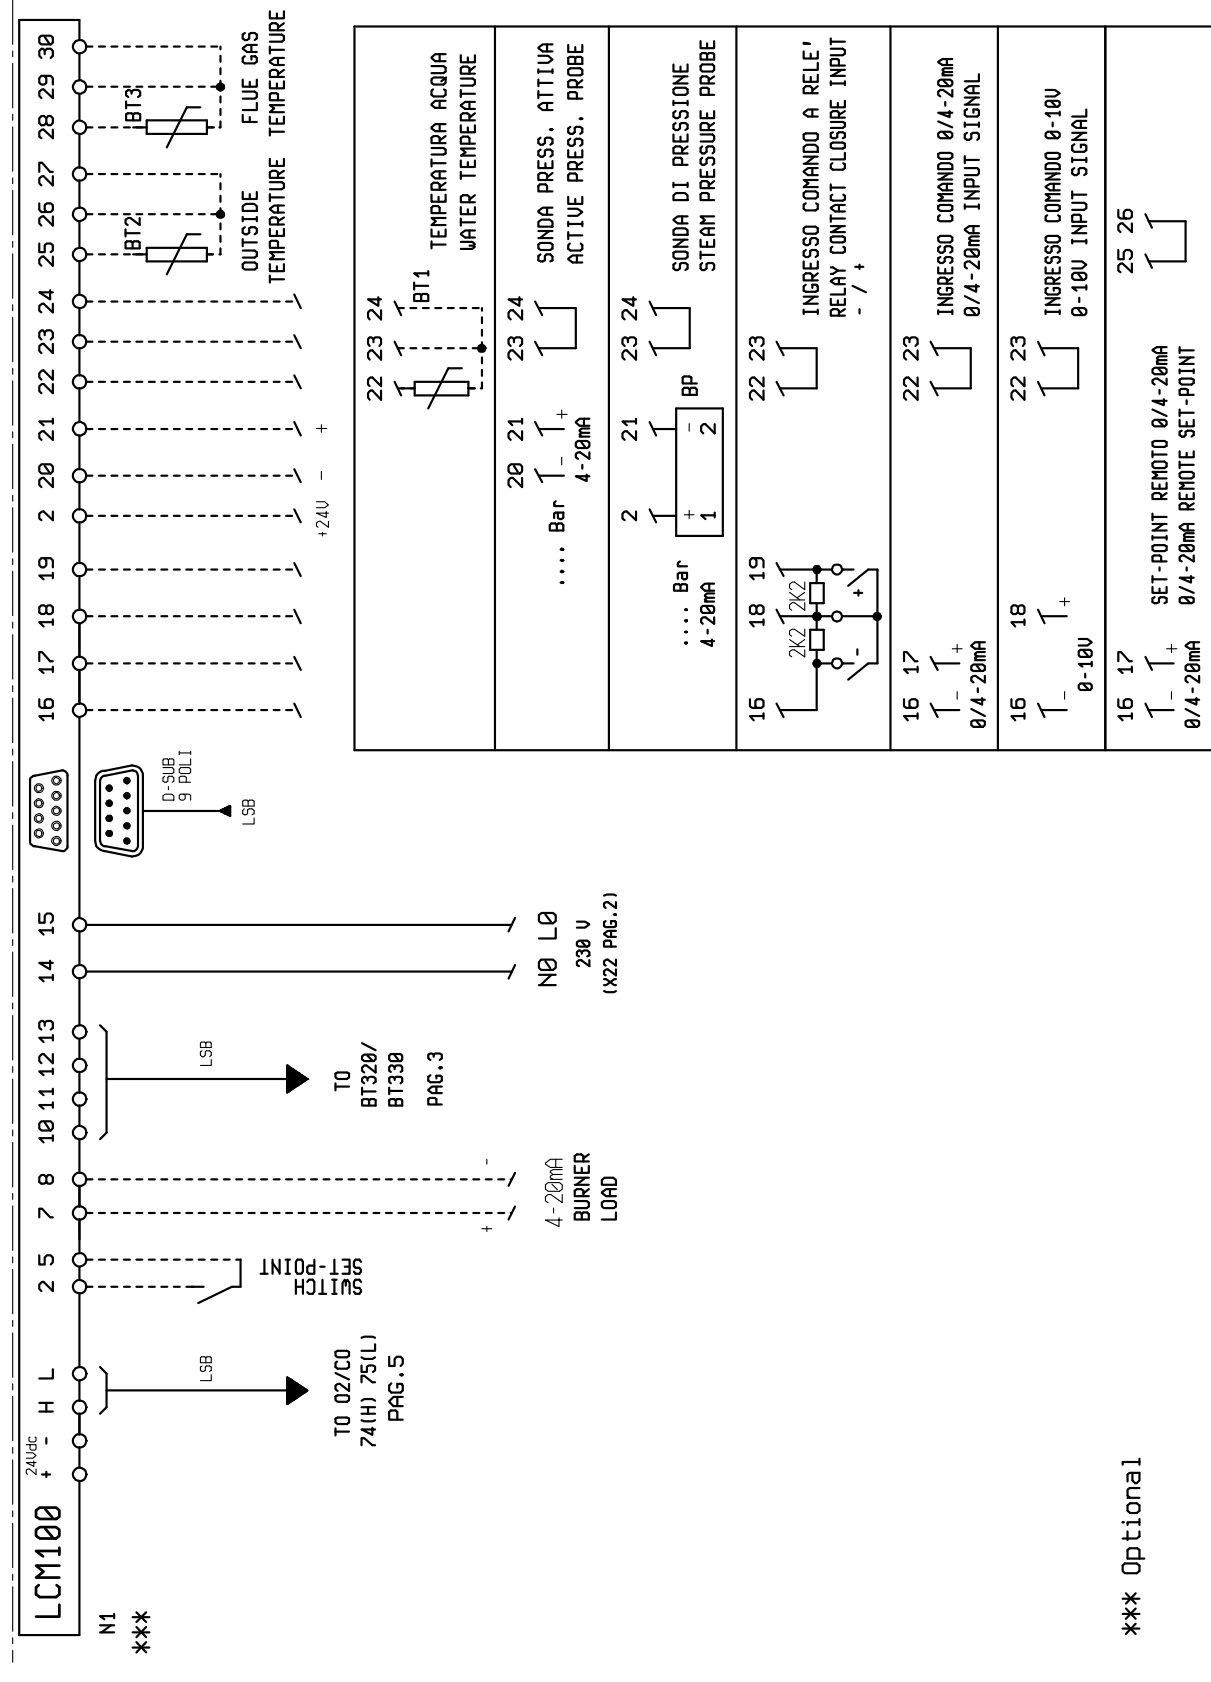 LCM100
24Vdc
+ - H L 2 5 7 8 10 11 12 13 14 15 16 17 18 19 2 20 21 22 23 24 25 26 27 28 29 30
N1
***
LSB
TO O2/CO
74(H) 75(L)
PAG.5
SWITCH
SET-POINT
+ -
4-20mA
BURNER
LOAD
LSB
TO
BT320/
BT330
PAG.3
N0 L0
230 V
(X22 PAG.2)
D-SUB
9 POLI
LSB
+24V - +
BT2
OUTSIDE
TEMPERATURE
BT3
FLUE GAS
TEMPERATURE
22 23 24
BT1
TEMPERATURA ACQUA
WATER TEMPERATURE
20 21 23 24
- +
.... Bar 4-20mA
SONDA PRESS. ATTIVA
ACTIVE PRESS. PROBE
2 21 23 24
+ -
1 2
BP
.... Bar
4-20mA
SONDA DI PRESSIONE
STEAM PRESSURE PROBE
16 18 19 22 23
2K2 2K2
- +
INGRESSO COMANDO A RELE'
RELAY CONTACT CLOSURE INPUT
- / +
16 17 22 23
- +
0/4-20mA
INGRESSO COMANDO 0/4-20mA
0/4-20mA INPUT SIGNAL
16 18 22 23
- +
0-10V
INGRESSO COMANDO 0-10V
0-10V INPUT SIGNAL
16 17 25 26
- +
0/4-20mA
SET-POINT REMOTO 0/4-20mA
0/4-20mA REMOTE SET-POINT
*** Optional